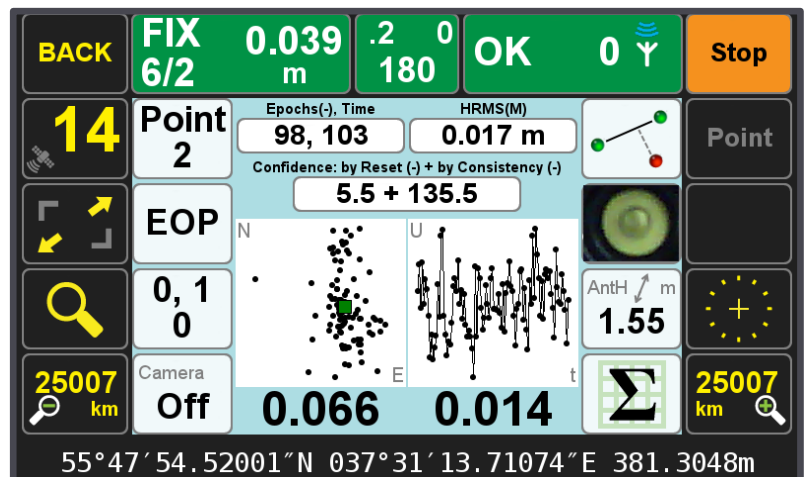 BACK
FIX 0.039
6/2 m
.2 0
180
OK 0
Stop
14
Point
2
Epochs(-), Time
98, 103
HRMS(M)
0.017 m
Point
Confidence: by Reset (-) + by Consistency (-)
5.5 + 135.5
EOP
N
E
U
t
0, 1
0
AntH m
1.55
25007
km
Camera
Off
0.066
0.014
Σ
25007
km
55°47′54.52001″N 037°31′13.71074″E 381.3048m